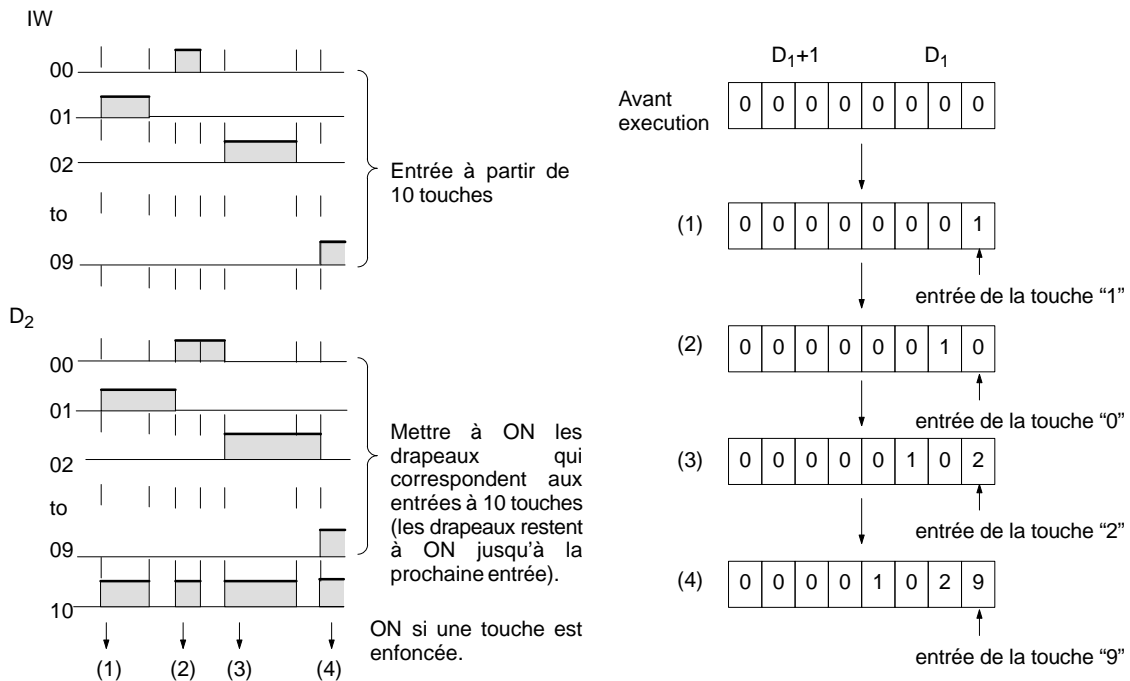 IW
00
01
02
to
09
Entrée à partir de
10 touches
D2
00
01
02
to
09
10
Mettre à ON les
drapeaux qui
correspondent aux
entrées à 10 touches
(les drapeaux restent
à ON jusqu'à la
prochaine entrée).
ON si une touche est
enfoncée.
(1) (2) (3) (4)
D1+1 D1
Avant
execution
0 0 0 0 0 0 0 0
(1) 0 0 0 0 0 0 0 1
entrée de la touche “1”
(2) 0 0 0 0 0 0 1 0
entrée de la touche “0”
(3) 0 0 0 0 0 1 0 2
entrée de la touche “2”
(4) 0 0 0 0 1 0 2 9
entrée de la touche “9”